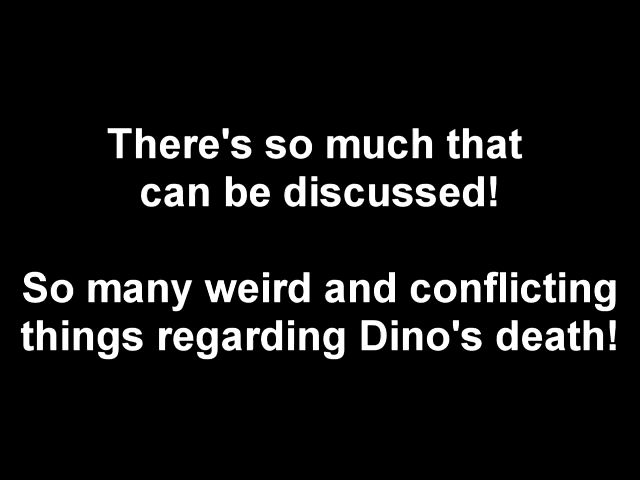 There's so much that
can be discussed!
So many weird and conflicting
things regarding Dino's death!